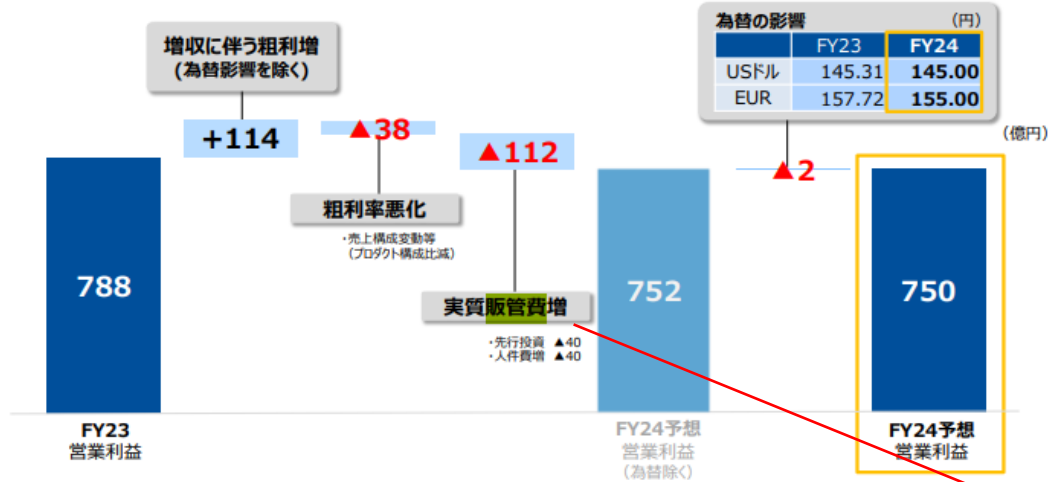 為替の影響 (円)
FY23 FY24
USドル 145.31 145.00
EUR 157.72 155.00
増収に伴う粗利増
(為替影響を除く)
(億円)
+114
▲38
▲112
▲2
粗利率悪化
・売上構成変動等
(プロダクト構成比減)
788
752
750
実質販管費増
・先行投資 ▲40
・人件費増 ▲40
FY23
営業利益
FY24予想
営業利益
(為替除く)
FY24予想
営業利益